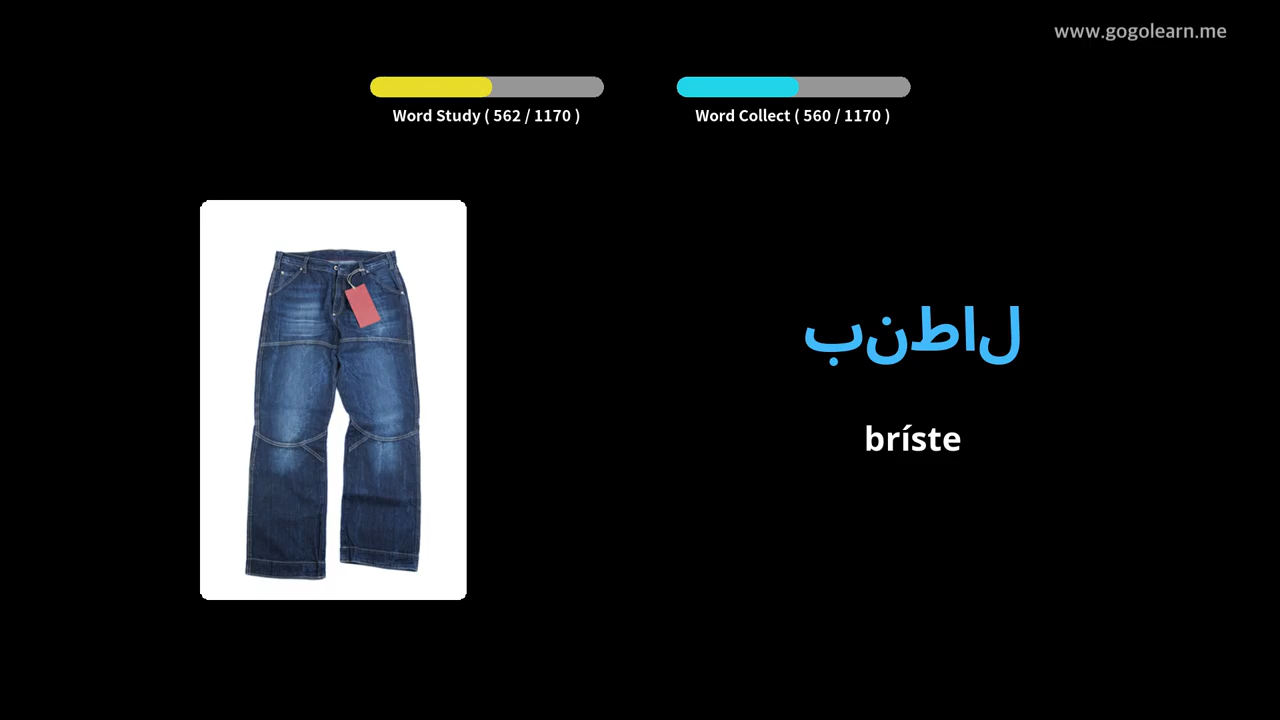 www.gogolearn.me
Word Study ( 562 / 1170 )
Word Collect ( 560 / 1170 )
بنطال
bríste